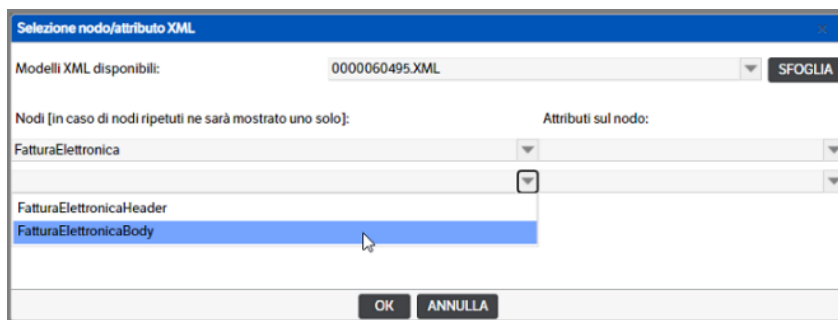 Selezione nodo/attributo XML
Modelli XML disponibili: 0000060495.XML SFOGLIA
Nodi [in caso di nodi ripetuti ne sarà mostrato uno solo]: Attributi sul nodo:
FatturaElettronica
FatturaElettronicaHeader
FatturaElettronicaBody
OK ANNULLA